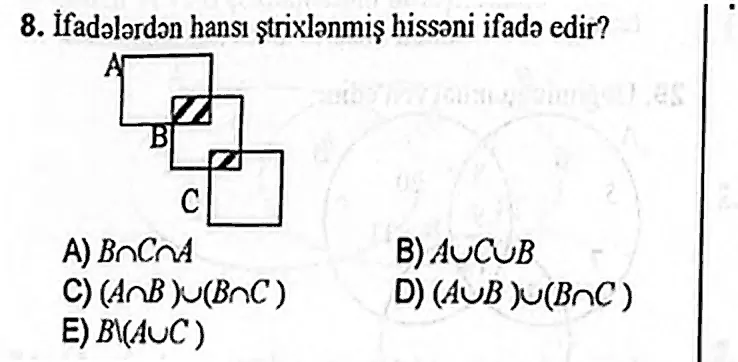 8. İfadələrdən hansı ştrixlənmiş hissəni ifadə edir?
A
B
C
A) B∩C∩A
B) A∪C∪B
C) (A∩B )∪(B∩C )
D) (A∪B )∪(B∩C )
E) B\(A∪C )